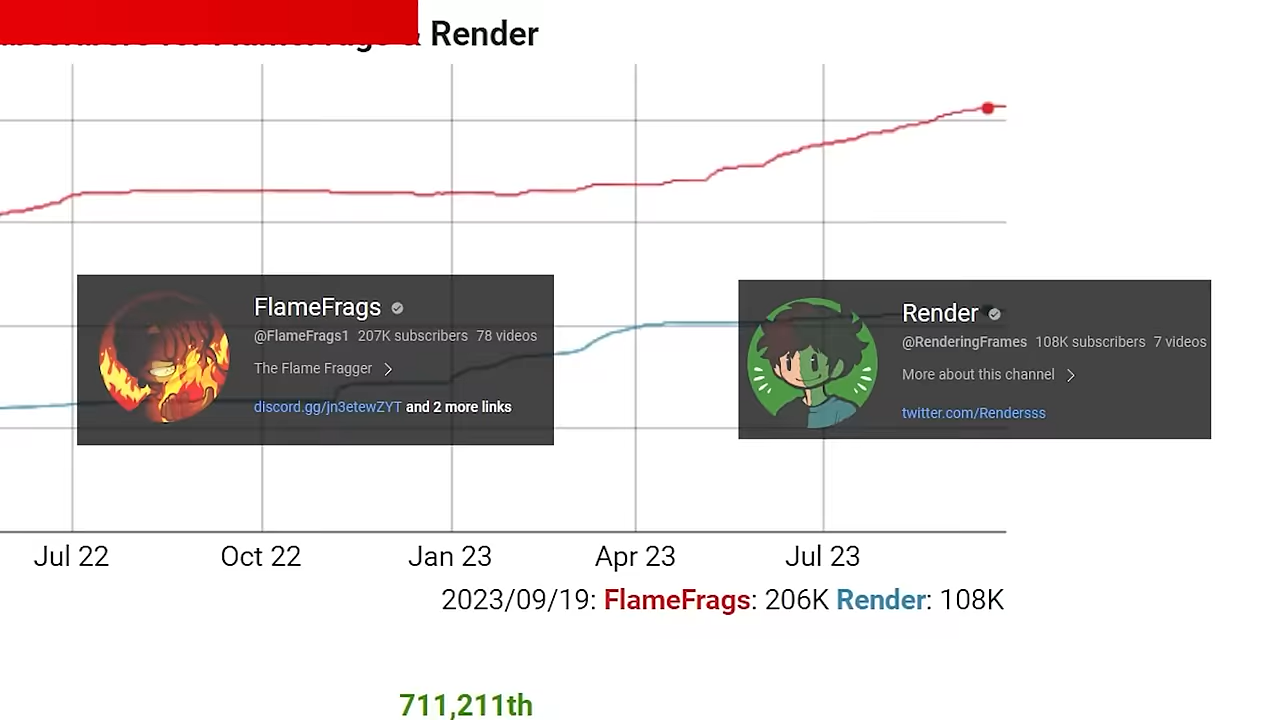 & Render
FlameFrags
@FlameFrags1 207K subscribers 78 videos
The Flame Fragger
discord.gg/jn3etewZYT and 2 more links
Render
@RenderingFrames 108K subscribers 7 videos
More about this channel
twitter.com/Rendersss
Jul 22 Oct 22 Jan 23 Apr 23 Jul 23
2023/09/19: FlameFrags: 206K Render: 108K
711,211th